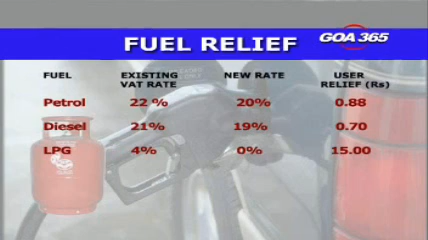 GOA 365
FUEL RELIEF
FUEL EXISTING VAT RATE NEW RATE USER RELIEF (Rs)
Petrol 22 % 20% 0.88
Diesel 21% 19% 0.70
LPG 4% 0% 15.00